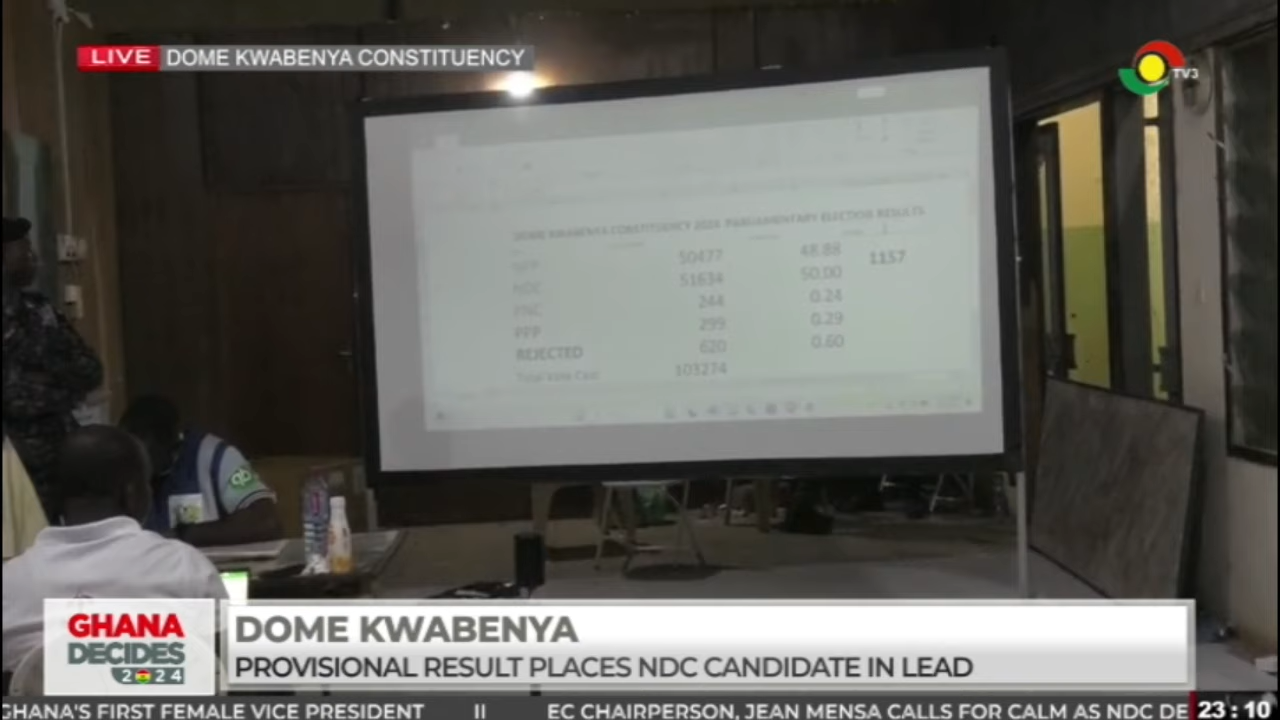 LIVE DOME KWABENYA CONSTITUENCY
TV3
DOME KWABENYA CONSTITUENCY 2024 PARLIAMENTARY ELECTION RESULTS
NPP 50477 48.88 1157
NDC 51634 50.00
PNC 244 0.24
PPP 299 0.29
REJECTED 620 0.60
Total Vote Cast 103274
GHANA
DECIDES
2024
DOME KWABENYA
PROVISIONAL RESULT PLACES NDC CANDIDATE IN LEAD
GHANA'S FIRST FEMALE VICE PRESIDENT II EC CHAIRPERSON, JEAN MENSA CALLS FOR CALM AS NDC DE 23:10